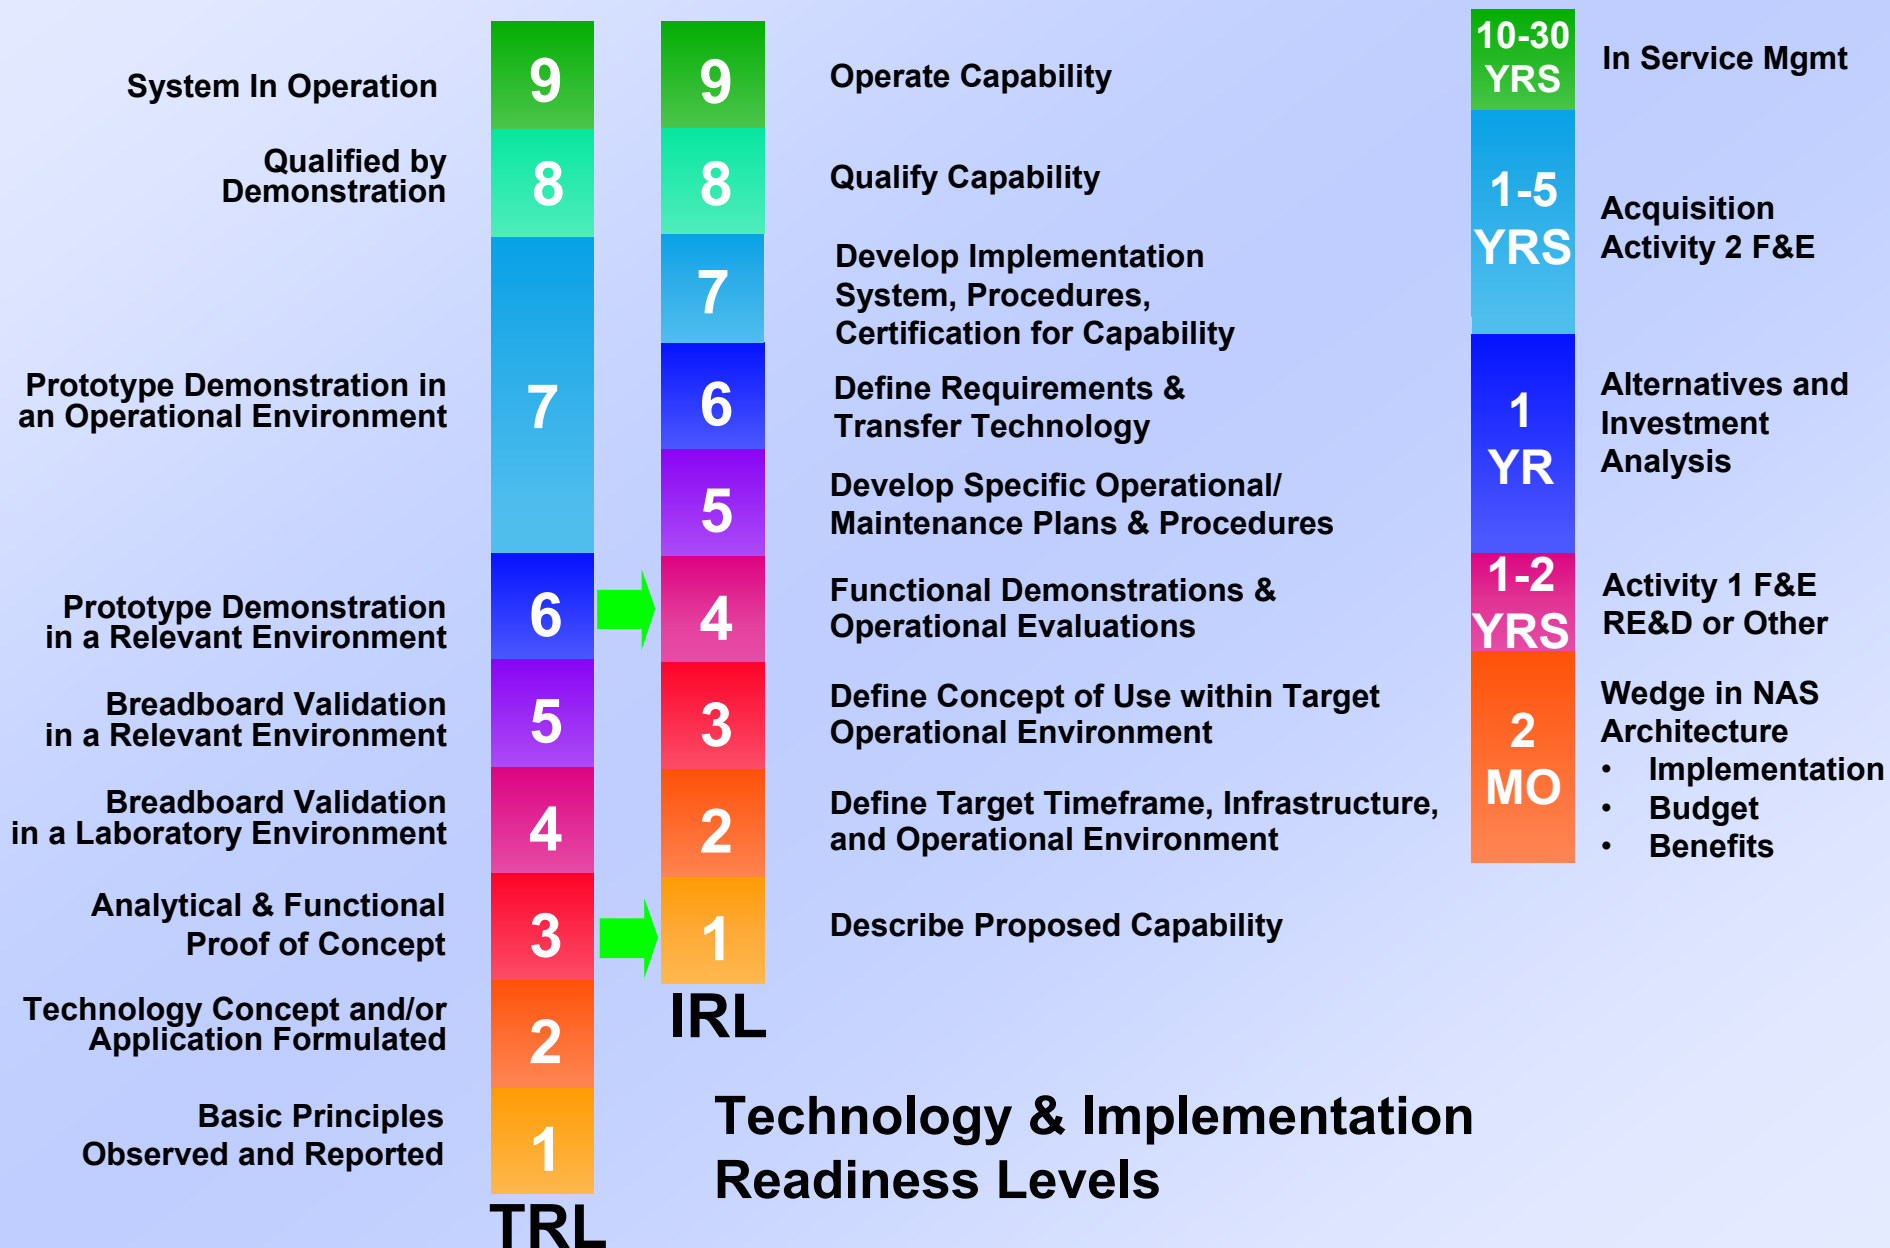 System In Operation
9
Qualified by
Demonstration
8
Prototype Demonstration in
an Operational Environment
7
Prototype Demonstration
in a Relevant Environment
6
Breadboard Validation
in a Relevant Environment
5
Breadboard Validation
in a Laboratory Environment
4
Analytical & Functional
Proof of Concept
3
Technology Concept and/or
Application Formulated
2
Basic Principles
Observed and Reported
1
TRL
9
Operate Capability
8
Qualify Capability
7
Develop Implementation
System, Procedures,
Certification for Capability
6
Define Requirements &
Transfer Technology
5
Develop Specific Operational/
Maintenance Plans & Procedures
4
Functional Demonstrations &
Operational Evaluations
3
Define Concept of Use within Target
Operational Environment
2
Define Target Timeframe, Infrastructure,
and Operational Environment
1
Describe Proposed Capability
IRL
10-30
YRS
In Service Mgmt
1-5
YRS
Acquisition
Activity 2 F&E
1
YR
Alternatives and
Investment
Analysis
1-2
YRS
Activity 1 F&E
RE&D or Other
2
MO
Wedge in NAS
Architecture
• Implementation
• Budget
• Benefits
Technology & Implementation
Readiness Levels